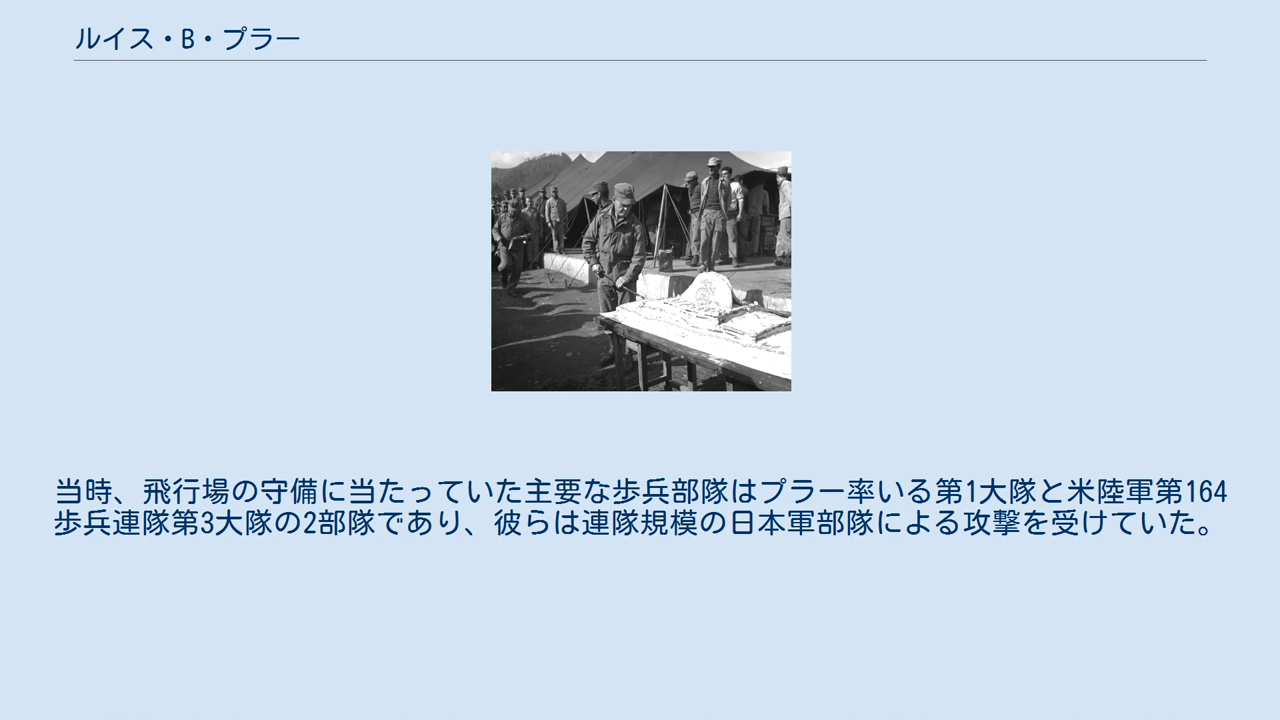 ルイス・B・プラー
当時、飛行場の守備に当たっていた主要な歩兵部隊はプラー率いる第1大隊と米陸軍第164
歩兵連隊第3大隊の2部隊であり、彼らは連隊規模の日本軍部隊による攻撃を受けていた。